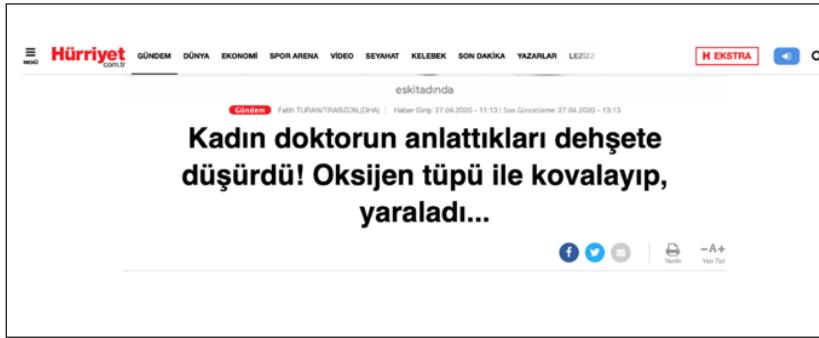 MENÜ Hürriyet.com.tr GÜNDEM DÜNYA EKONOMİ SPOR ARENA VİDEO SEYAHAT KELEBEK SON DAKİKA YAZARLAR LEZİZZ H EKSTRA
eskitadında
Gündem Fatih TURAN/TRABZON,(DHA) | Haber Giriş: 27.04.2020 - 11:13 | Son Güncelleme: 27.04.2020 - 13:13
Kadın doktorun anlattıkları dehşete
düşürdü! Oksijen tüpü ile kovalayıp,
yaraladı...
-A+
Yazdır Yazı Tipi